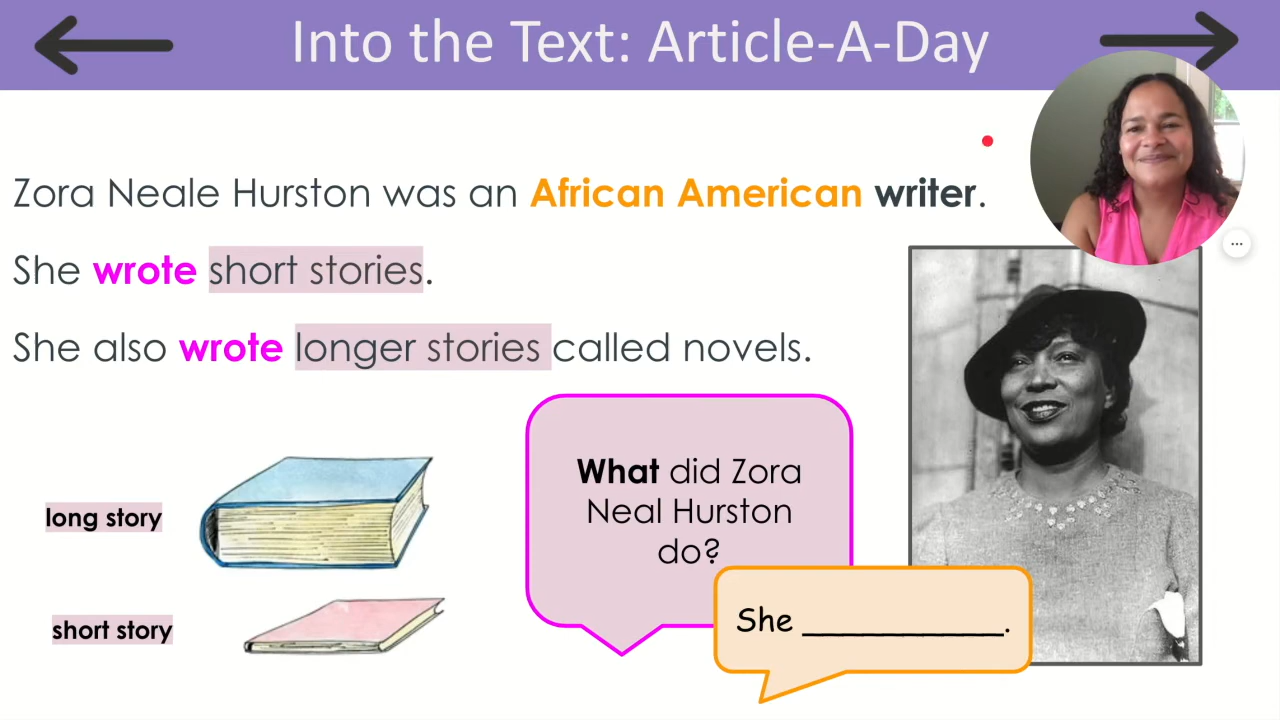 Into the Text: Article-A-Day
Zora Neale Hurston was an African American writer.
She wrote short stories.
She also wrote longer stories called novels.
long story
short story
What did Zora
Neal Hurston
do?
She ___________.